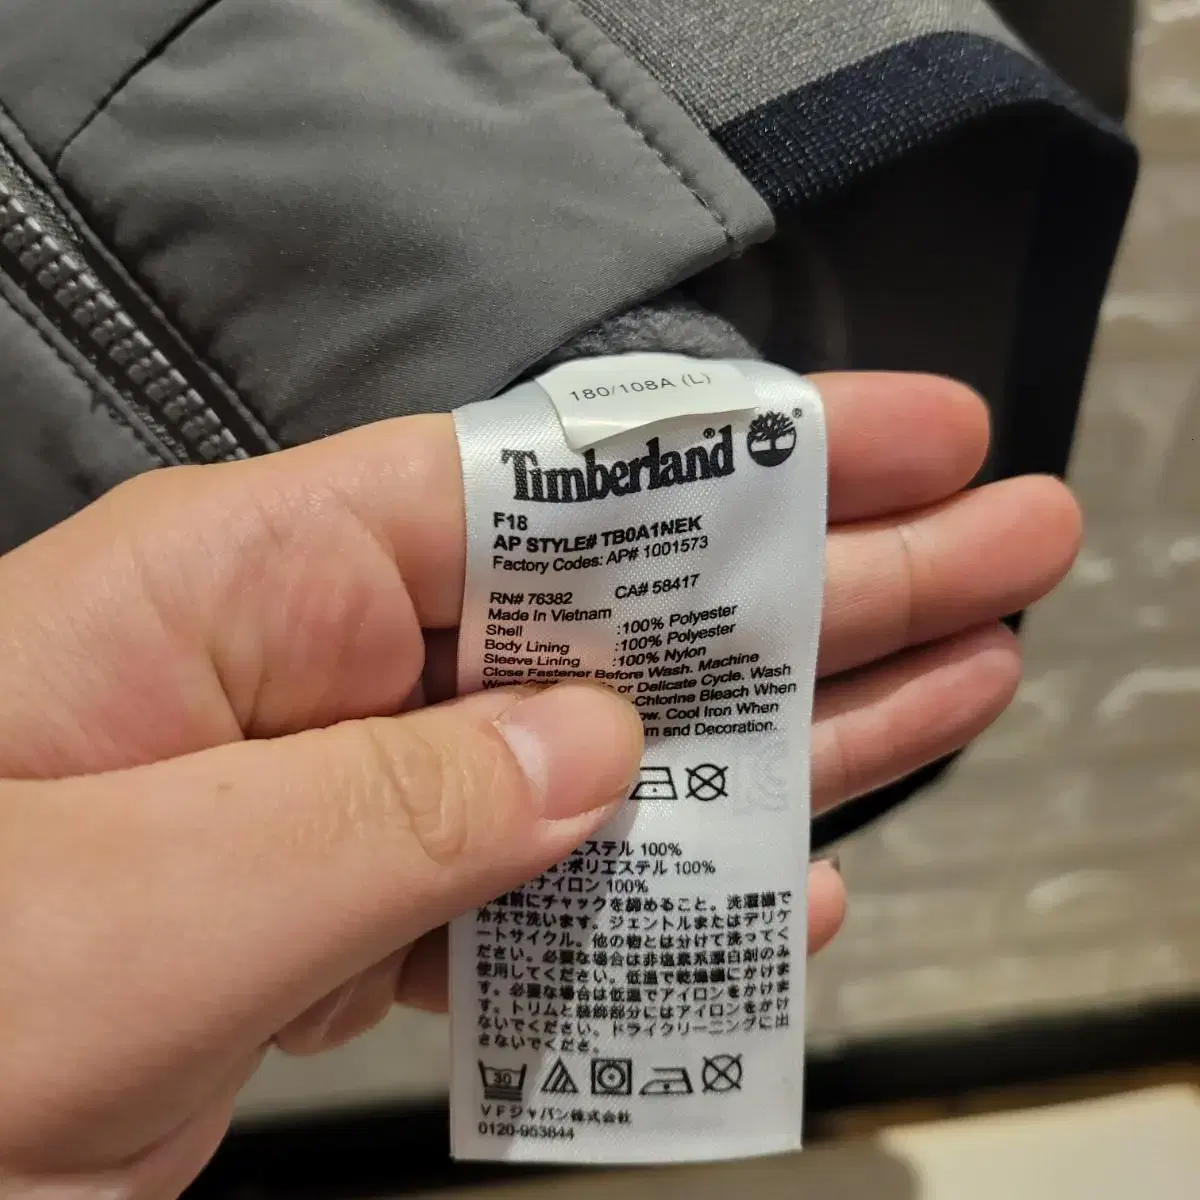 180/108A (L)
Timberland® ®
F18
AP STYLE# TB0A1NEK
Factory Codes: AP# 1001573
RN# 76382 CA# 58417
Made In Vietnam
Shell :100% Polyester
Body Lining :100% Polyester
Sleeve Lining :100% Nylon
Close Fastener Before Wash. Machine
or Delicate Cycle. Wash
-Chlorine Bleach When
Cool Iron When
and Decoration.
エステル 100%
:ポリエステル 100%
:ナイロン 100%
前にチャックを締めること。洗濯機で
冷水で洗います。ジェントルまたはデリケ
ートサイクル。他の物とは分けて洗ってく
ださい。必要な場合は非塩素系漂白剤のみ
使用してください。低温で乾燥機にかけま
す。必要な場合は低温でアイロンをかけま
す。トリムと装飾部分にはアイロンをかけ
ないでください。ドライクリーニングに出
さないでくださ。
30
VFジャパン株式会社
0120-953844